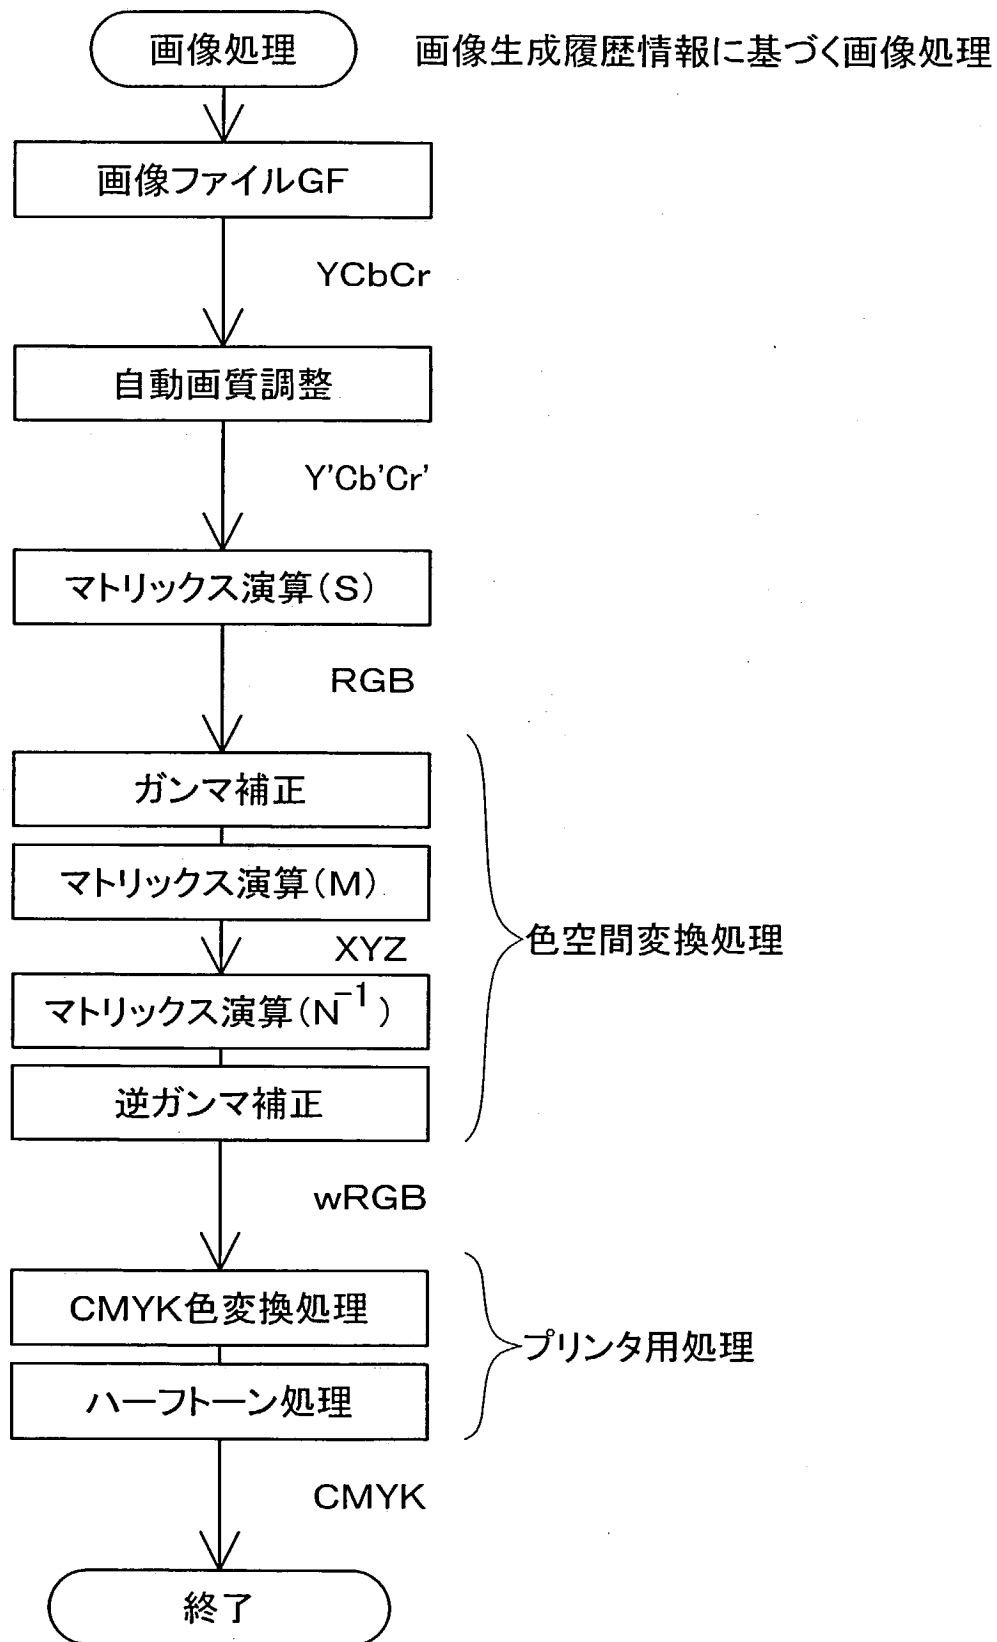 画像処理
画像生成履歴情報に基づく画像処理
画像ファイルGF
YCbCr
自動画質調整
Y'Cb'Cr'
マトリックス演算(S)
RGB
ガンマ補正
マトリックス演算(M)
XYZ
マトリックス演算(N⁻¹)
逆ガンマ補正
色空間変換処理
wRGB
CMYK色変換処理
ハーフトーン処理
プリンタ用処理
CMYK
終了